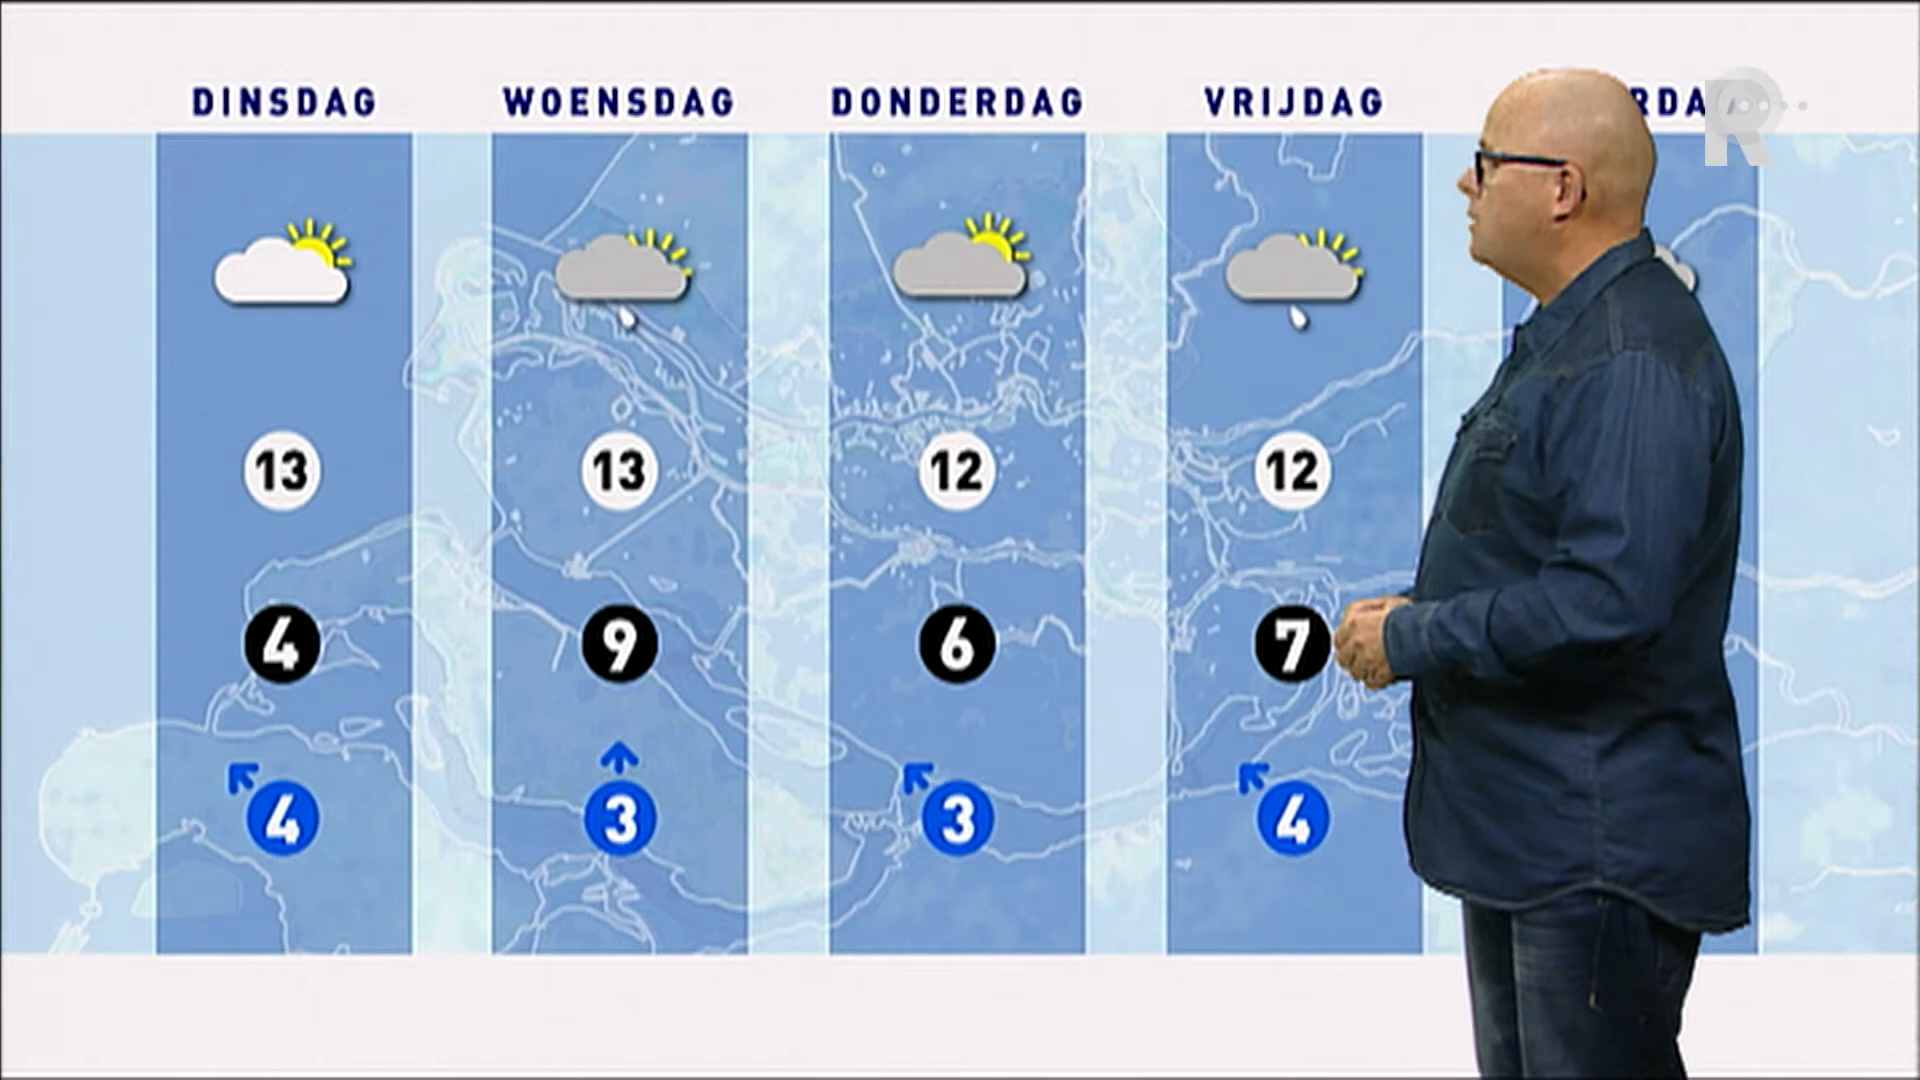 DINSDAG WOENSDAG DONDERDAG VRIJDAG
13 13 12 12
4 9 6 7
4 3 3 4
R